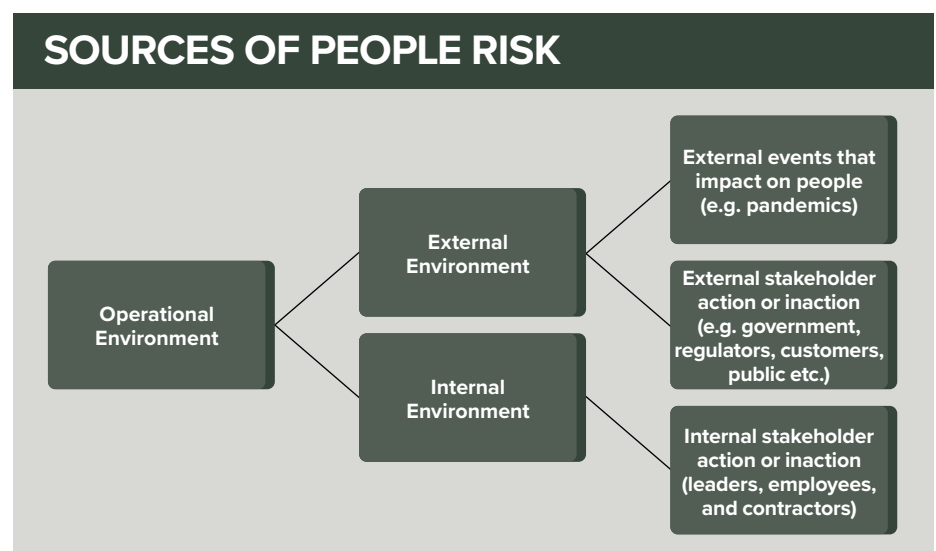 SOURCES OF PEOPLE RISK
Operational
Environment
External
Environment
Internal
Environment
External events that
impact on people
(e.g. pandemics)
External stakeholder
action or inaction
(e.g. government,
regulators, customers,
public etc.)
Internal stakeholder
action or inaction
(leaders, employees,
and contractors)